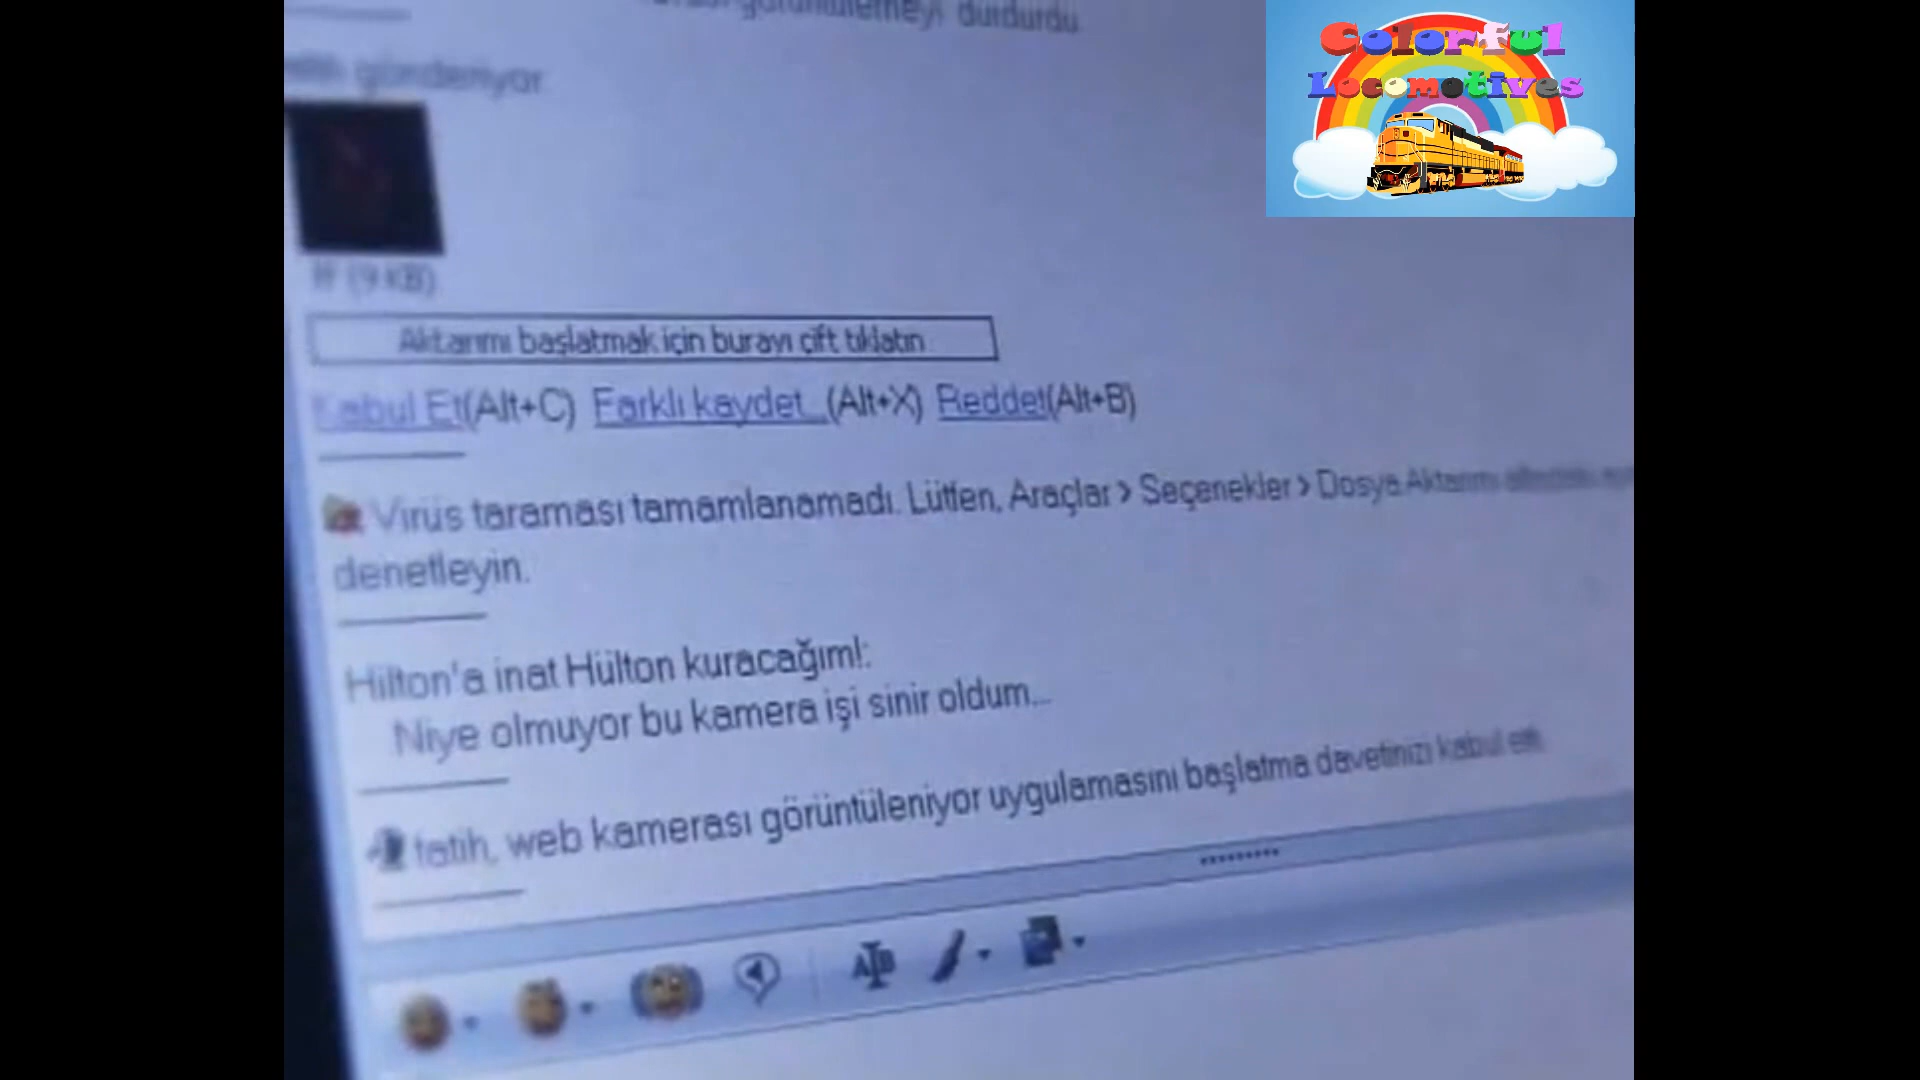 görüntülemeyi durdurdu
gönderiyor
Colorful
Locomotives
(9 KB)
Aktarımı başlatmak için burayı çift tıklatın
Kabul Et(Alt+C) Farklı kaydet...(Alt+X) Reddet(Alt+B)
Virüs taraması tamamlanamadı. Lütfen, Araçlar > Seçenekler > Dosya Aktarımı altındaki
denetleyin.
Hilton'a inat Hülton kuracağım!:
Niye olmuyor bu kamera işi sinir oldum...
fatih, web kamerası görüntüleniyor uygulamasını başlatma davetinizi kabul etti.